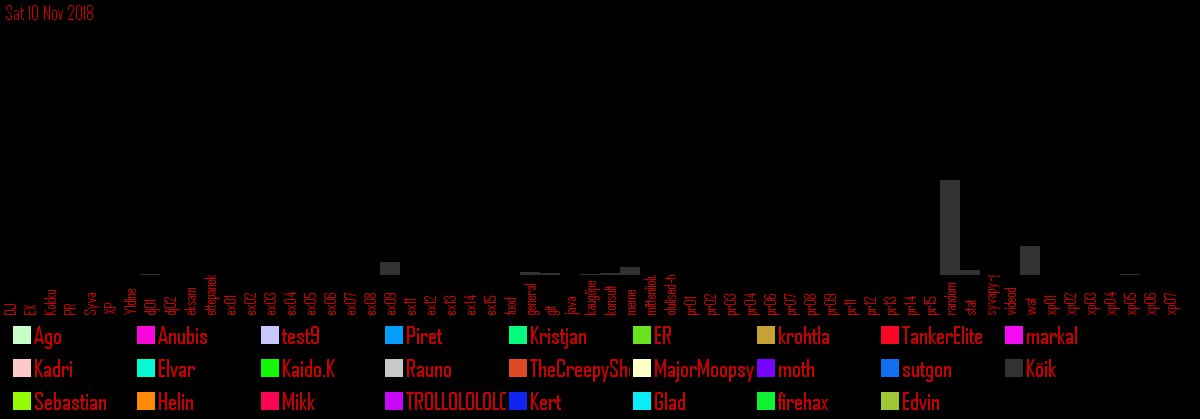 Sat 10 Nov 2018
DJ EX Kokku PR Syva XP Yldine dj01 dj02 eksam ettepanek ex01 ex02 ex03 ex04 ex05 ex06 ex07 ex08 ex09 ex11 ex12 ex13 ex14 ex15 food general git java kaugõpe konsult meme mitteniiol olulised-h pr01 pr02 pr03 pr04 pr06 pr07 pr08 pr09 pr11 pr12 pr13 pr14 pr15 random stat syvapy-g videod wat xp01 xp02 xp03 xp04 xp05 xp06 xp07
Ago Anubis test9 Piret Kristjan ER krohtla TankerElite markal
Kadri Elvar Kaido.K Rauno TheCreepySh MajorMoopsy moth sutgon Kõik
Sebastian Helin Mikk TROLLOLOLOLO Kert Glad firehax Edvin